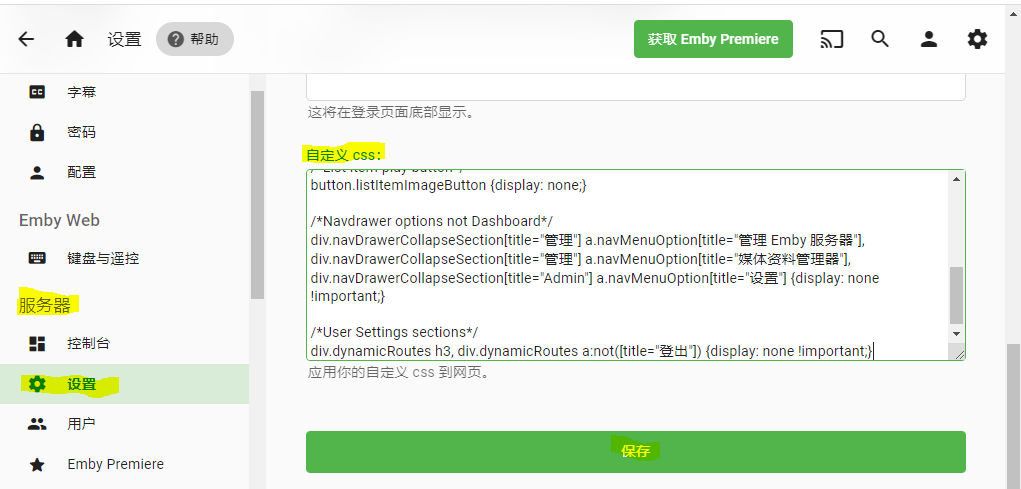 设置
帮助
获取 Emby Premiere
字幕
密码
配置
Emby Web
键盘与遥控
服务器
控制台
设置
用户
Emby Premiere
这将在登录页面底部显示。
自定义 css:
button.listItemImageButton {display: none;}
/*Navdrawer options not Dashboard*/
div.navDrawerCollapseSection[title="管理"] a.navMenuOption[title="管理 Emby 服务器"],
div.navDrawerCollapseSection[title="管理"] a.navMenuOption[title="媒体资料管理器"],
div.navDrawerCollapseSection[title="Admin"] a.navMenuOption[title="设置"] {display: none
!important;}
/*User Settings sections*/
div.dynamicRoutes h3, div.dynamicRoutes a:not([title="登出"]) {display: none !important;}
应用你的自定义 css 到网页。
保存